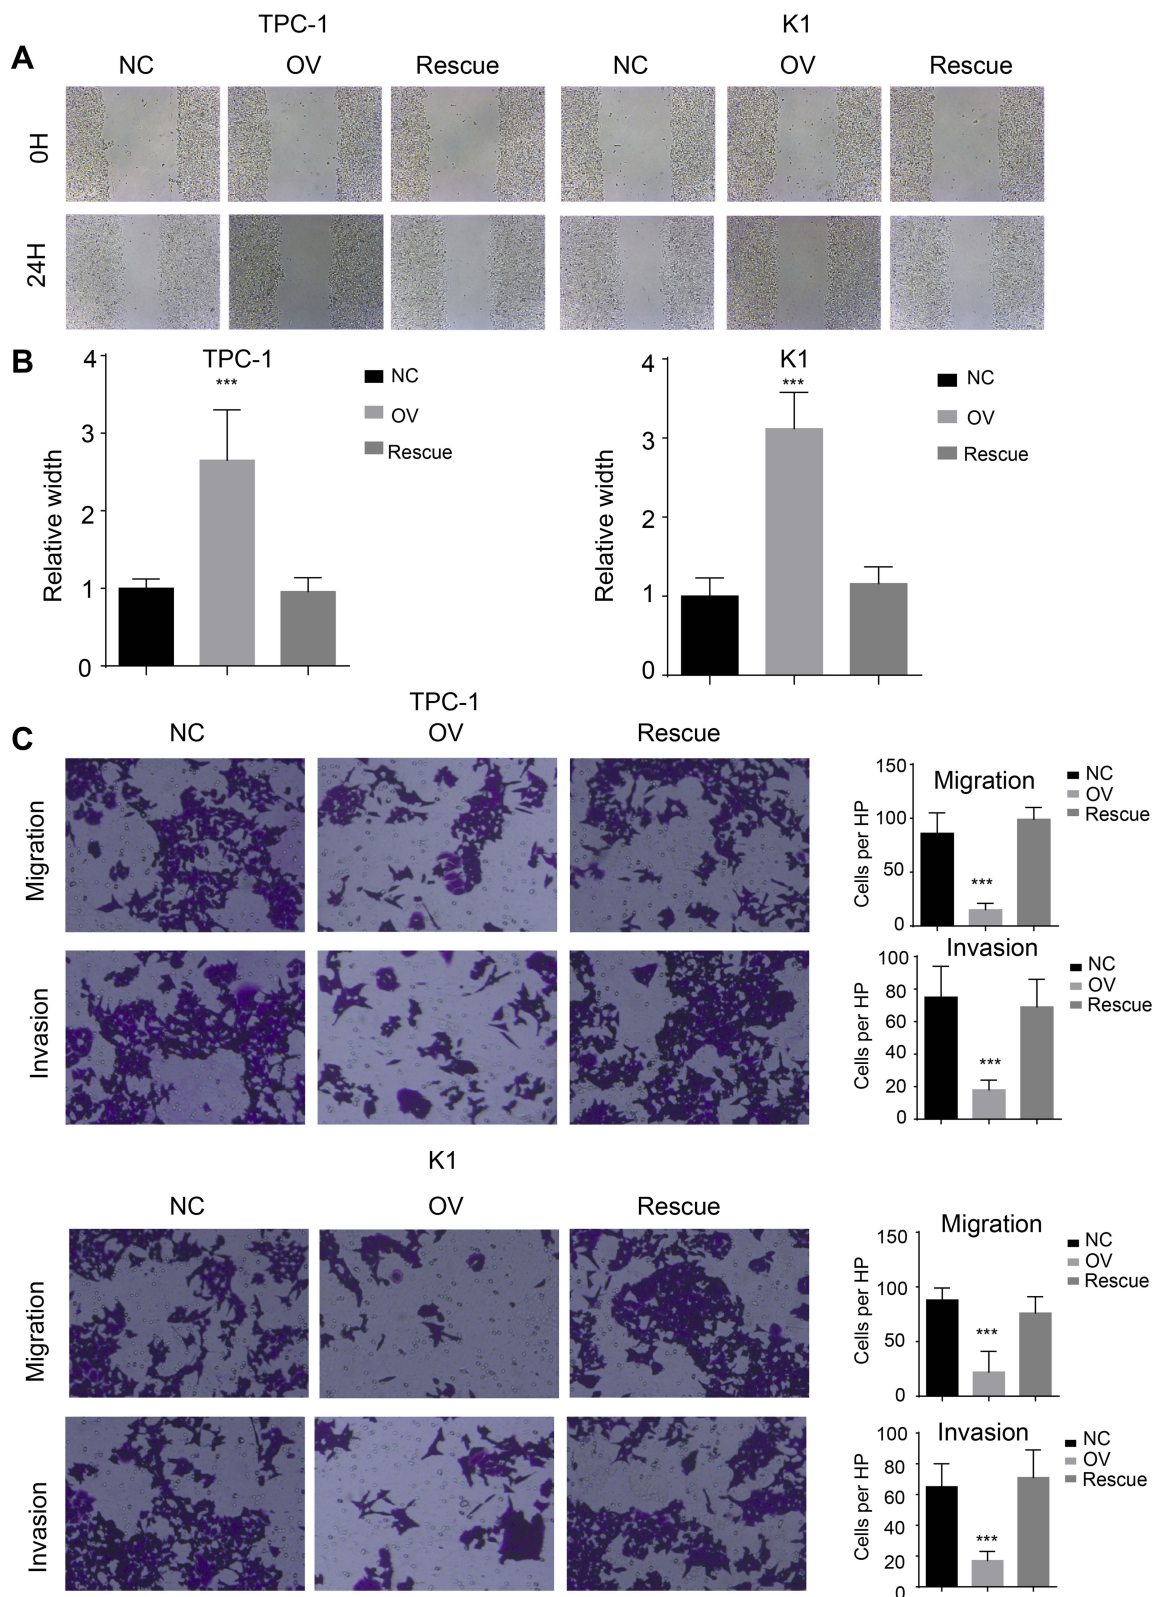 TPC-1 K1
A
NC OV Rescue NC OV Rescue
0H
24H
B
TPC-1
***
4
3
2
1
0
Relative width
NC
OV
Rescue
K1
***
4
3
2
1
0
Relative width
NC
OV
Rescue
TPC-1
C
NC OV Rescue
Migration
150
100
50
0
Cells per HP
Migration
***
NC
OV
Rescue
Invasion
100
80
60
40
20
0
Cells per HP
Invasion
***
NC
OV
Rescue
K1
NC OV Rescue
Migration
150
100
50
0
Cells per HP
Migration
***
NC
OV
Rescue
Invasion
100
80
60
40
20
0
Cells per HP
Invasion
***
NC
OV
Rescue